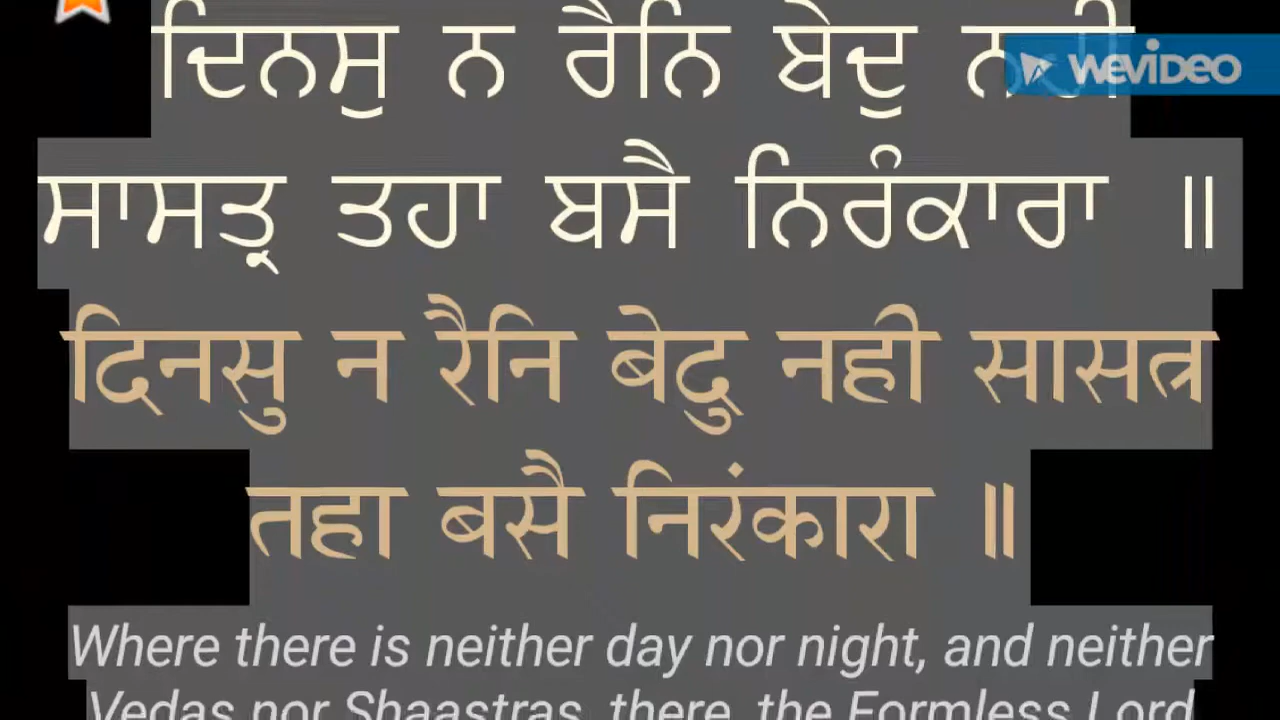 ਦਿਨਸੁ ਨ ਰੈਨਿ ਬੇਦੁ ਨਹੀ
WEVIDEO
ਸਾਸਤ੍ਰ ਤਹਾ ਬਸੈ ਨਿਰੰਕਾਰਾ ॥
दिनसु न रैनि बेदु नही सासत्र
तहा बसै निरंकारा ॥
Where there is neither day nor night, and neither
Vedas nor Shaastras, there, the Formless Lord